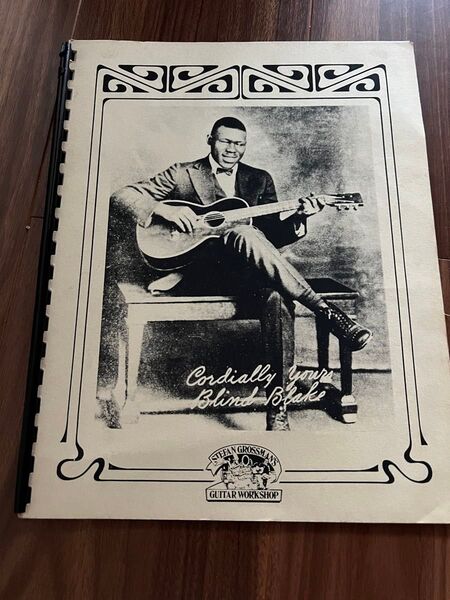 Cordially Yours
Blind Blake
STEFAN GROSSMAN'S
GUITAR WORKSHOP